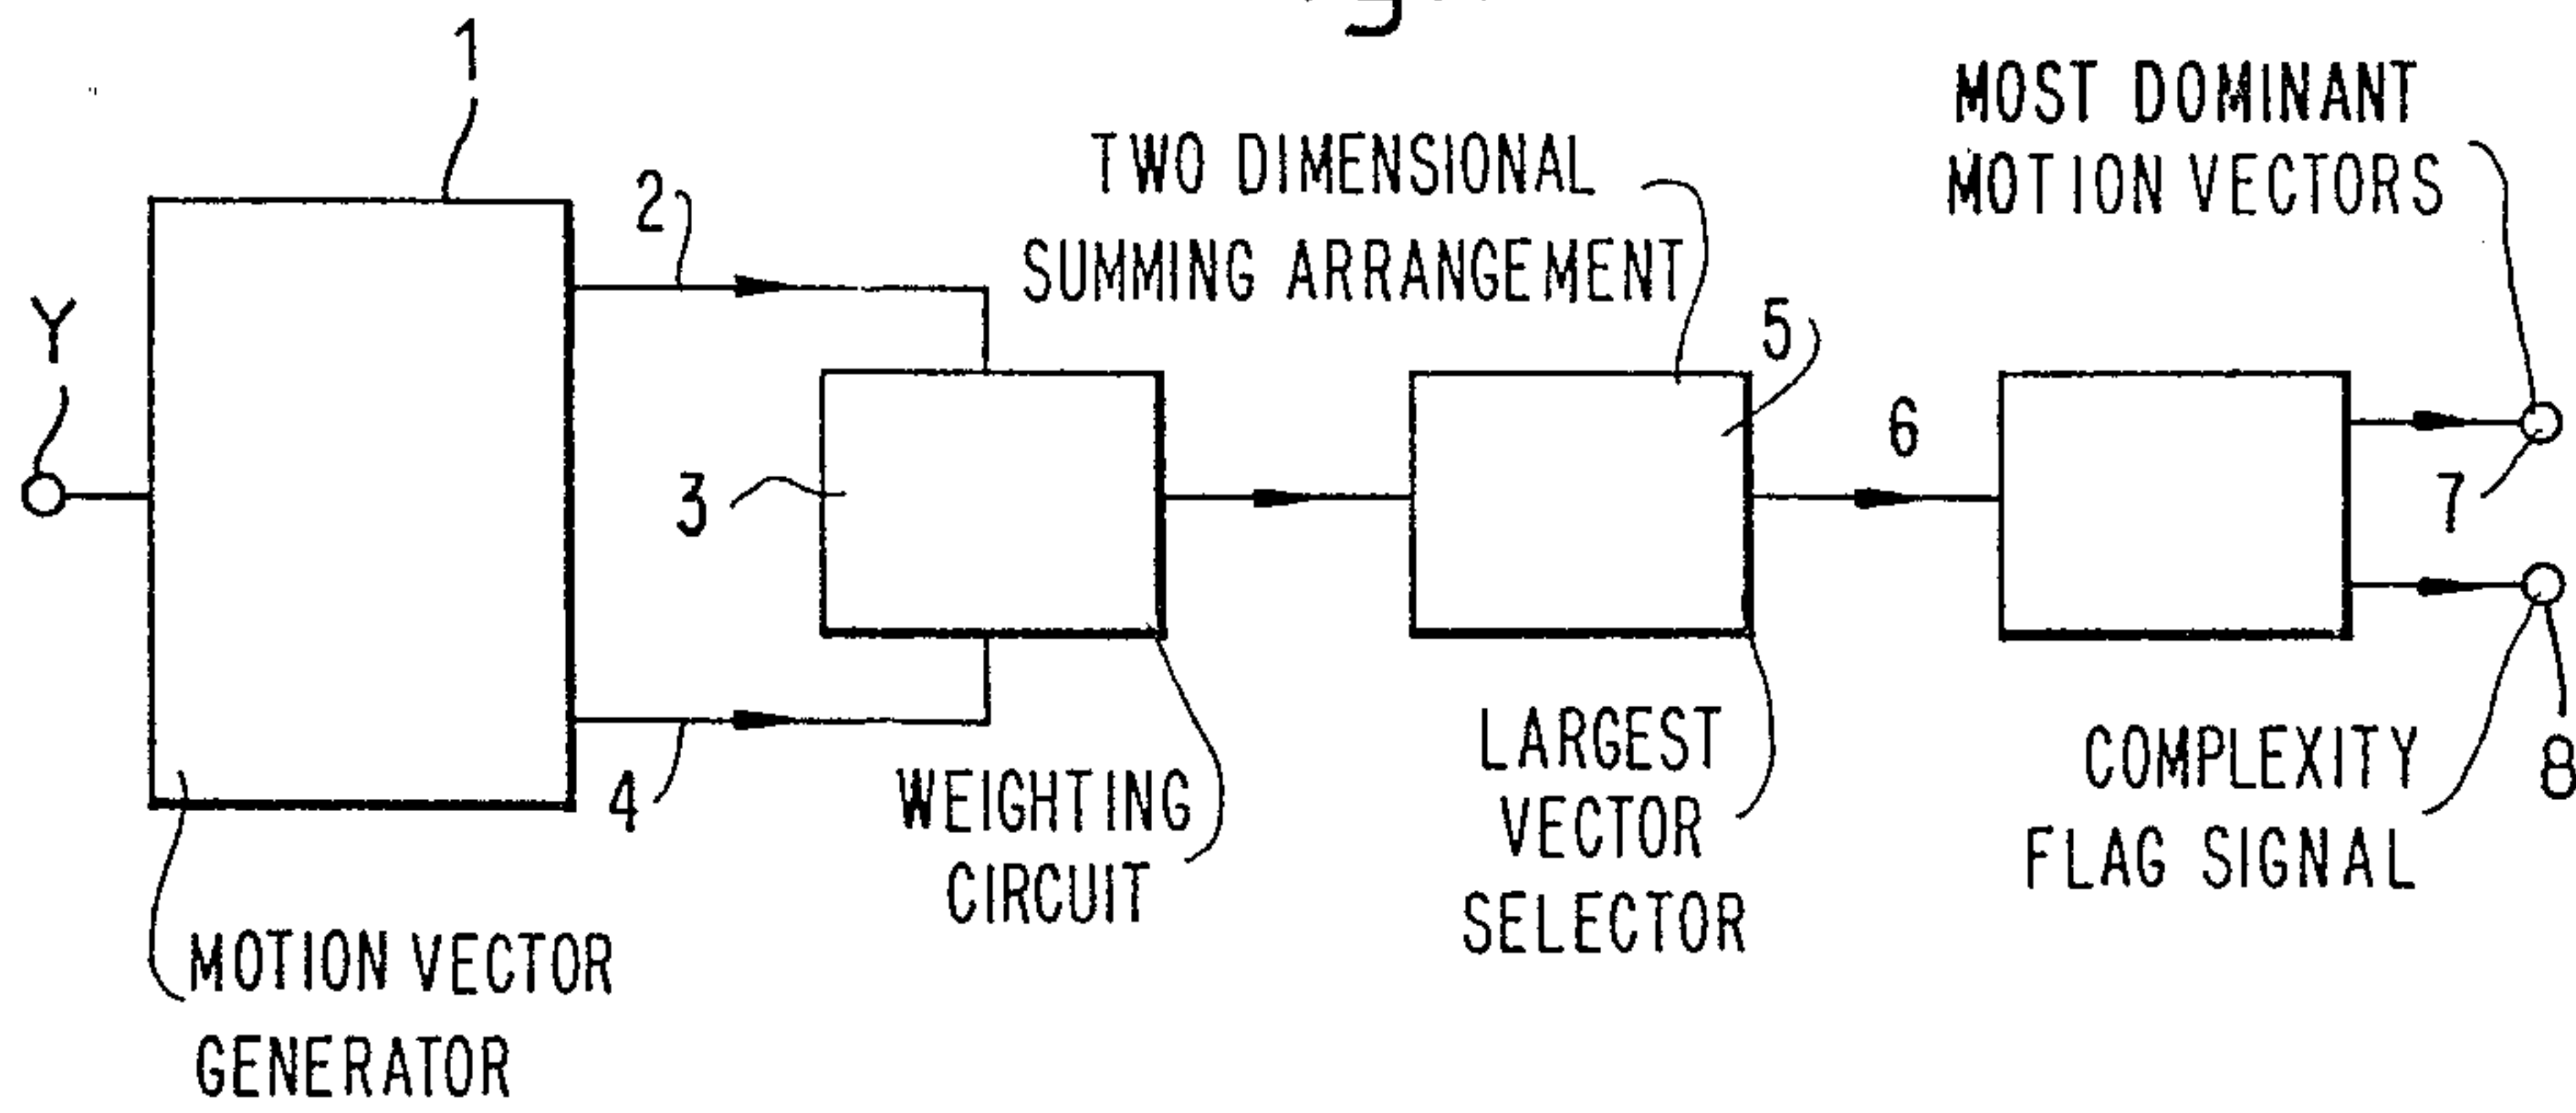 1
MOST DOMINANT
MOTION VECTORS
TWO DIMENSIONAL
SUMMING ARRANGEMENT
2
Y
5
6
3
7
4
WEIGHTING
CIRCUIT
LARGEST
VECTOR
SELECTOR
COMPLEXITY
FLAG SIGNAL
8
MOTION VECTOR
GENERATOR